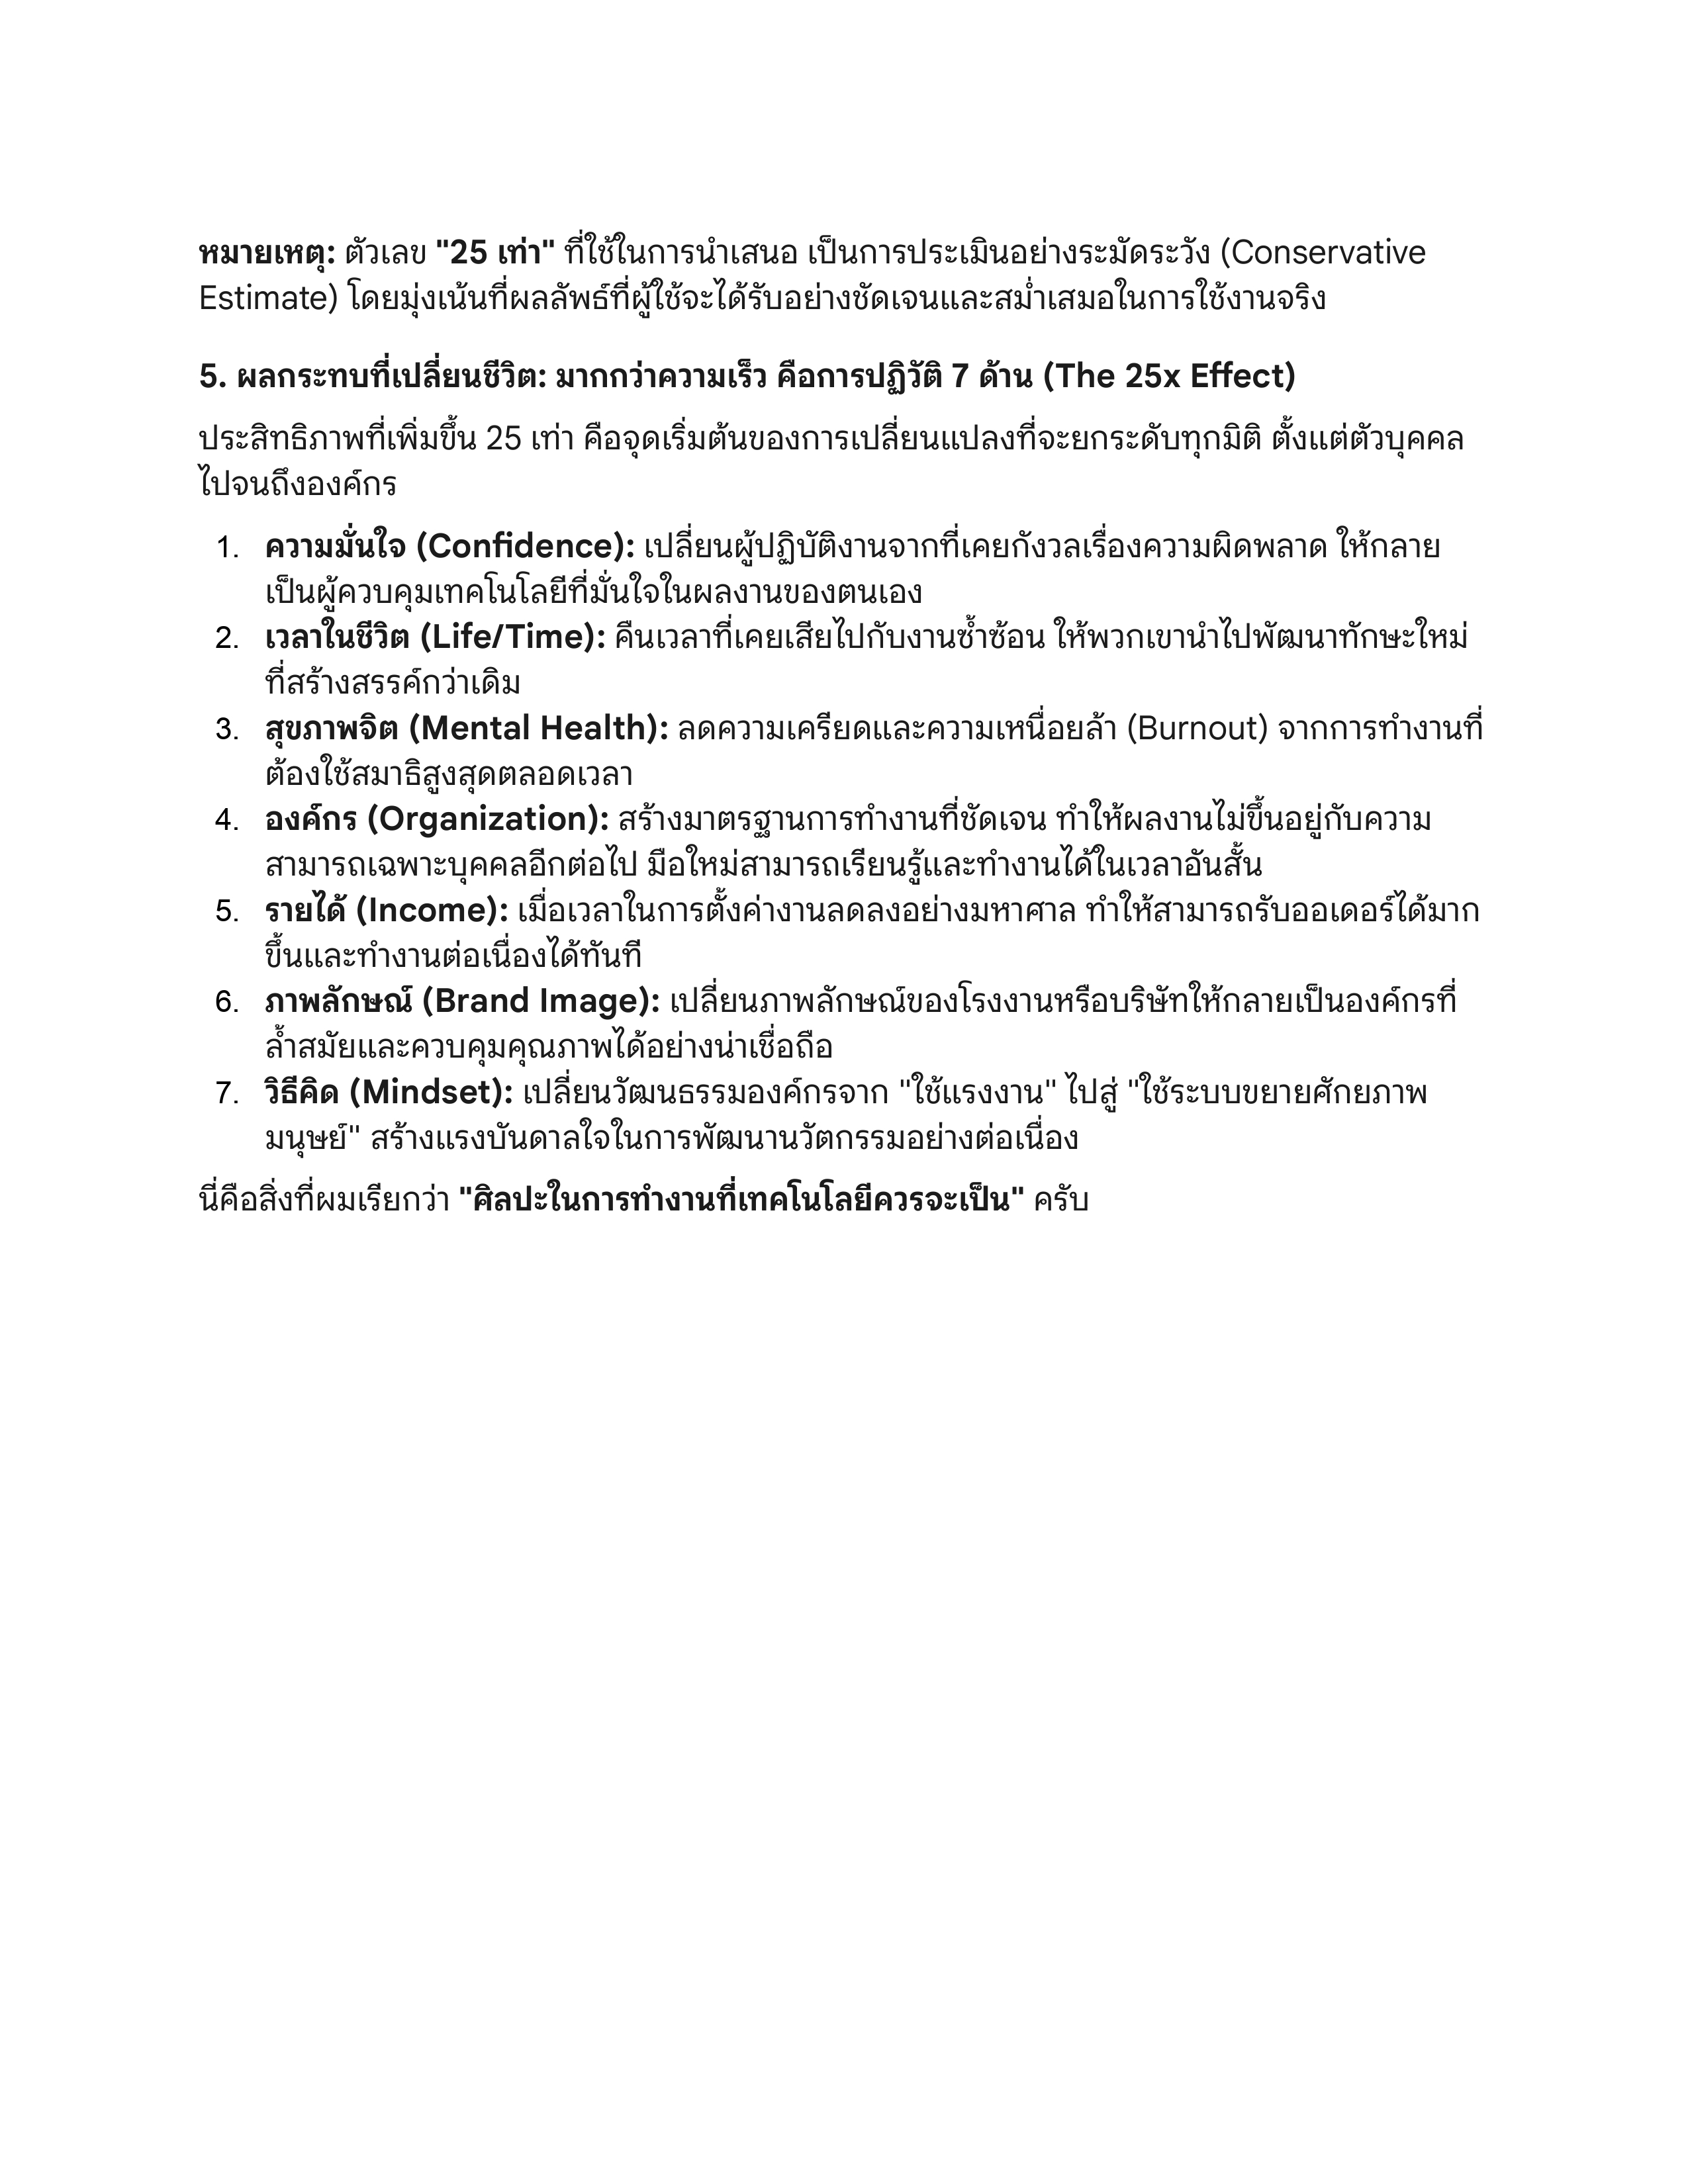 หมายเหตุ: ตัวเลข "25 เท่า" ที่ใช้ในการนำเสนอ เป็นการประเมินอย่างระมัดระวัง (Conservative
Estimate) โดยมุ่งเน้นที่ผลลัพธ์ที่ผู้ใช้จะได้รับอย่างชัดเจนและสม่ำเสมอในการใช้งานจริง
5. ผลกระทบที่เปลี่ยนชีวิต: มากกว่าความเร็ว คือการปฏิวัติ 7 ด้าน (The 25x Effect)
ประสิทธิภาพที่เพิ่มขึ้น 25 เท่า คือจุดเริ่มต้นของการเปลี่ยนแปลงที่จะยกระดับทุกมิติ ตั้งแต่ตัวบุคคล
ไปจนถึงองค์กร
1. ความมั่นใจ (Confidence): เปลี่ยนผู้ปฏิบัติงานจากที่เคยกังวลเรื่องความผิดพลาด ให้กลาย
เป็นผู้ควบคุมเทคโนโลยีที่มั่นใจในผลงานของตนเอง
2. เวลาในชีวิต (Life/Time): คืนเวลาที่เคยเสียไปกับงานซ้ำซ้อน ให้พวกเขานำไปพัฒนาทักษะใหม่
ที่สร้างสรรค์กว่าเดิม
3. สุขภาพจิต (Mental Health): ลดความเครียดและความเหนื่อยล้า (Burnout) จากการทำงานที่
ต้องใช้สมาธิสูงสุดตลอดเวลา
4. องค์กร (Organization): สร้างมาตรฐานการทำงานที่ชัดเจน ทำให้ผลงานไม่ขึ้นอยู่กับความ
สามารถเฉพาะบุคคลอีกต่อไป มือใหม่สามารถเรียนรู้และทำงานได้ในเวลาอันสั้น
5. รายได้ (Income): เมื่อเวลาในการตั้งค่างานลดลงอย่างมหาศาล ทำให้สามารถรับออเดอร์ได้มาก
ขึ้นและทำงานต่อเนื่องได้ทันที
6. ภาพลักษณ์ (Brand Image): เปลี่ยนภาพลักษณ์ของโรงงานหรือบริษัทให้กลายเป็นองค์กรที่
ล้ำสมัยและควบคุมคุณภาพได้อย่างน่าเชื่อถือ
7. วิธีคิด (Mindset): เปลี่ยนวัฒนธรรมองค์กรจาก "ใช้แรงงาน" ไปสู่ "ใช้ระบบขยายศักยภาพ
มนุษย์" สร้างแรงบันดาลใจในการพัฒนานวัตกรรมอย่างต่อเนื่อง
นี่คือสิ่งที่ผมเรียกว่า "ศิลปะในการทำงานที่เทคโนโลยีควรจะเป็น" ครับ